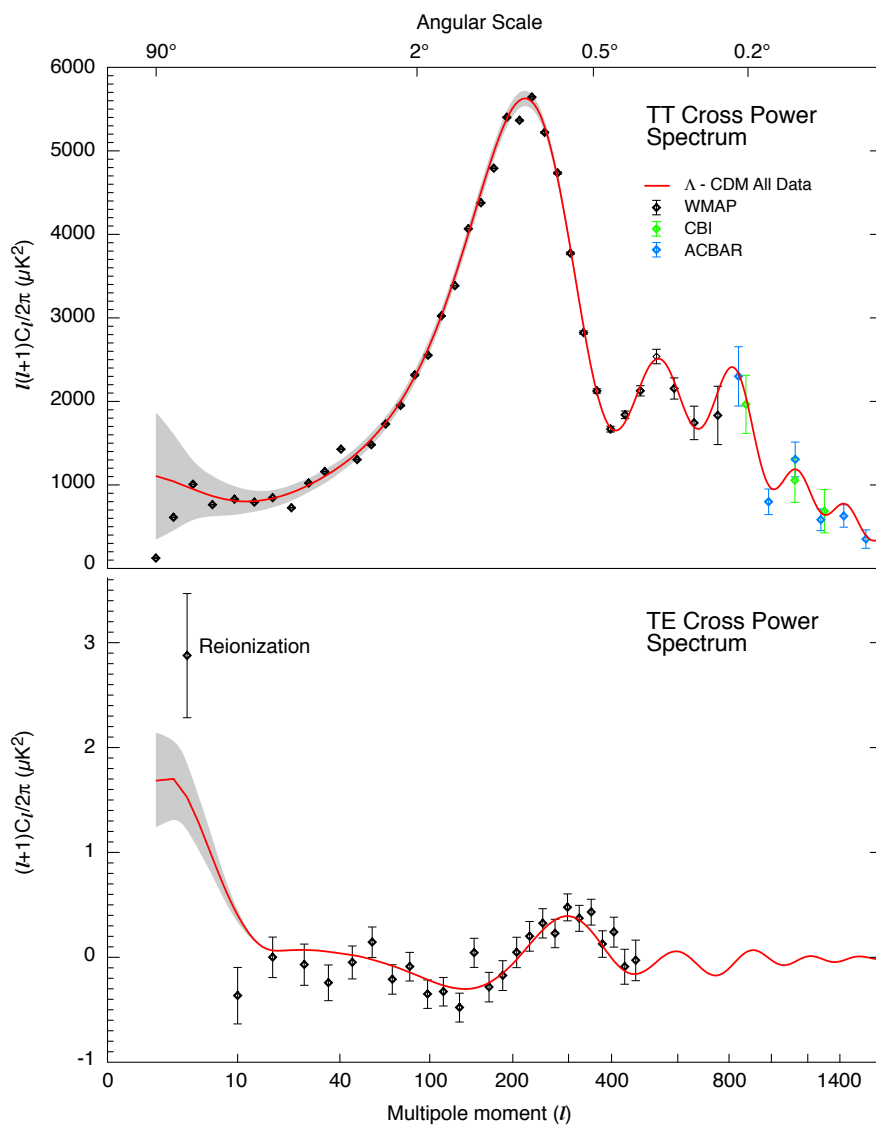 Angular Scale
90° 2° 0.5° 0.2°
6000
5000
4000
3000
2000
1000
0
l(l+1)Cl/2π (μK²)
TT Cross Power
Spectrum
Λ - CDM All Data
WMAP
CBI
ACBAR
3
2
1
0
-1
(l+1)Cl/2π (μK²)
Reionization
TE Cross Power
Spectrum
0 10 40 100 200 400 800 1400
Multipole moment (l)